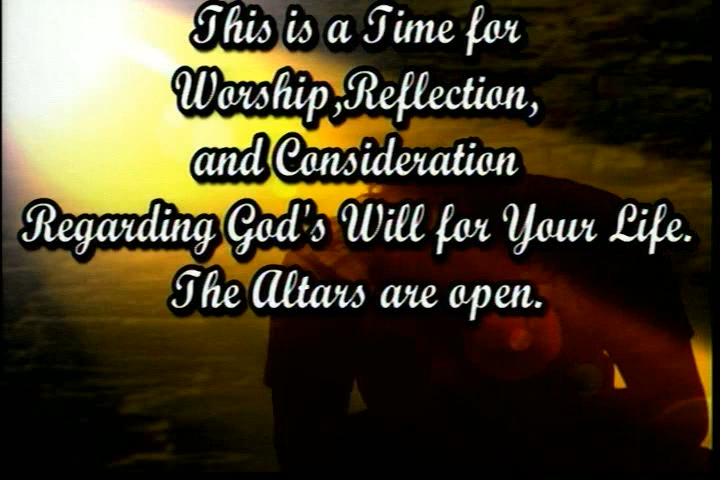 This is a Time for
Worship,Reflection,
and Consideration
Regarding God's Will for Your Life.
The Altars are open.